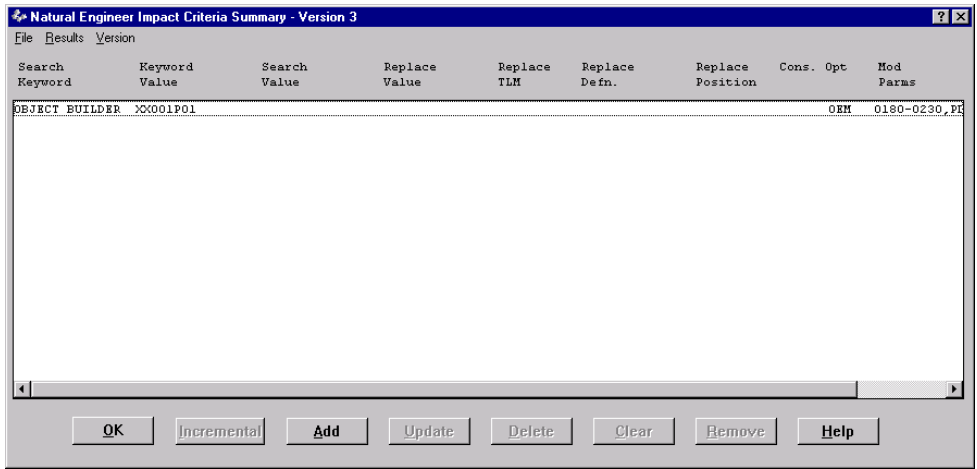 Natural Engineer Impact Criteria Summary - Version 3
File Results Version
Search Keyword Search Replace Replace Replace Replace Cons. Opt Mod
Keyword Value Value Value TLM Defn. Position Parms
OBJECT BUILDER XX001P01 OEM 0180-0230,
OK Incremental Add Update Delete Clear Remove Help